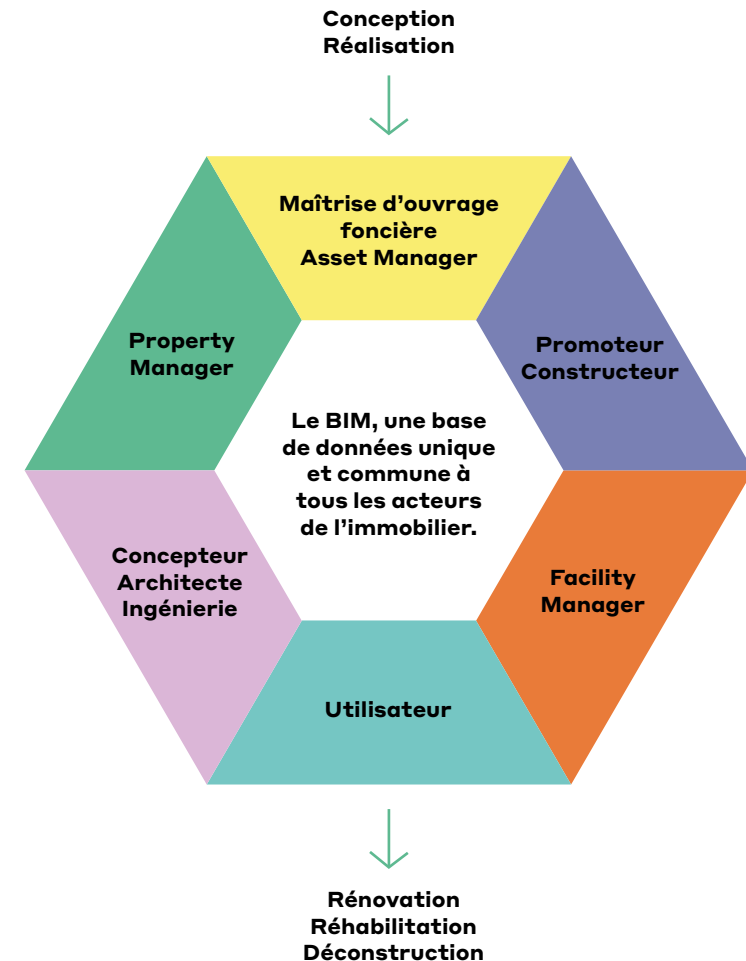 Conception
Réalisation
Maîtrise d’ouvrage
foncière
Asset Manager
Property
Manager
Promoteur
Constructeur
Le BIM, une base
de données unique
et commune à
tous les acteurs
de l’immobilier.
Concepteur
Architecte
Ingénierie
Facility
Manager
Utilisateur
Rénovation
Réhabilitation
Déconstruction